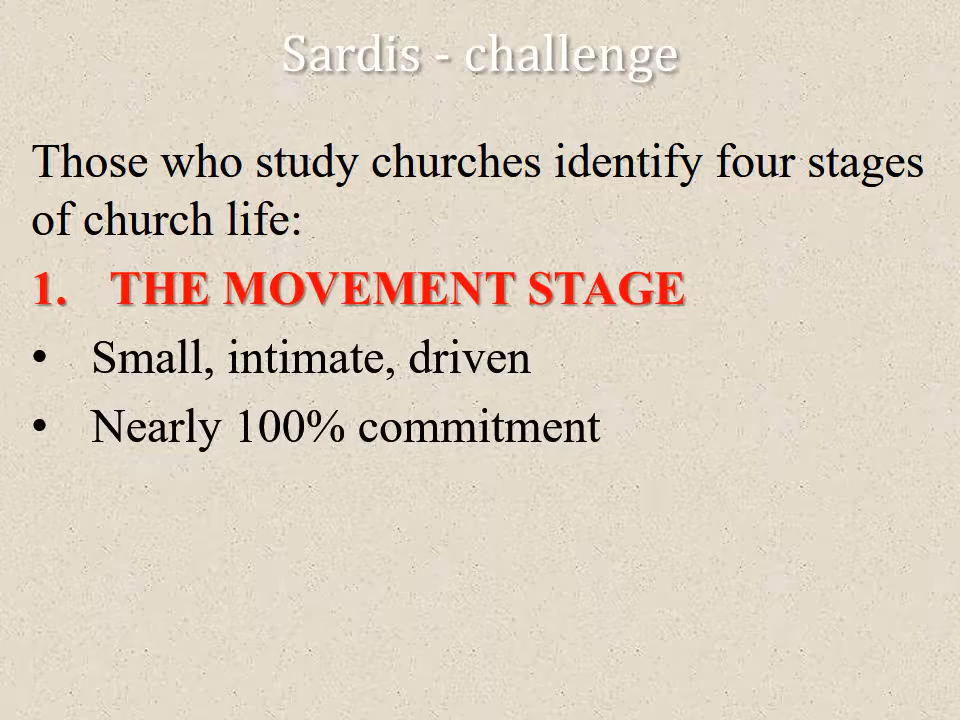 Sardis - challenge
Those who study churches identify four stages
of church life:
1. THE MOVEMENT STAGE
• Small, intimate, driven
• Nearly 100% commitment